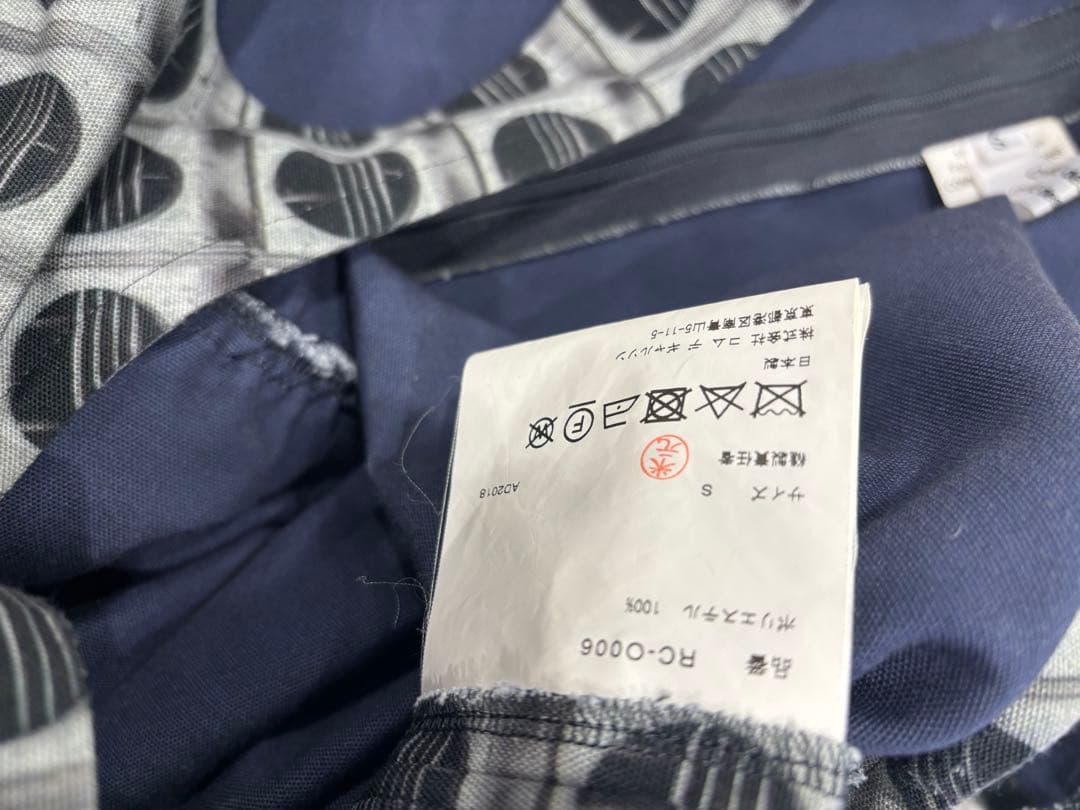 品番 RC-O006
ポリエステル 100%
サイズ S AD2018
縫製責任者 米元
W
F
日本製
株式会社 コム デ ギャルソン
東京都港区南青山5-11-5
S